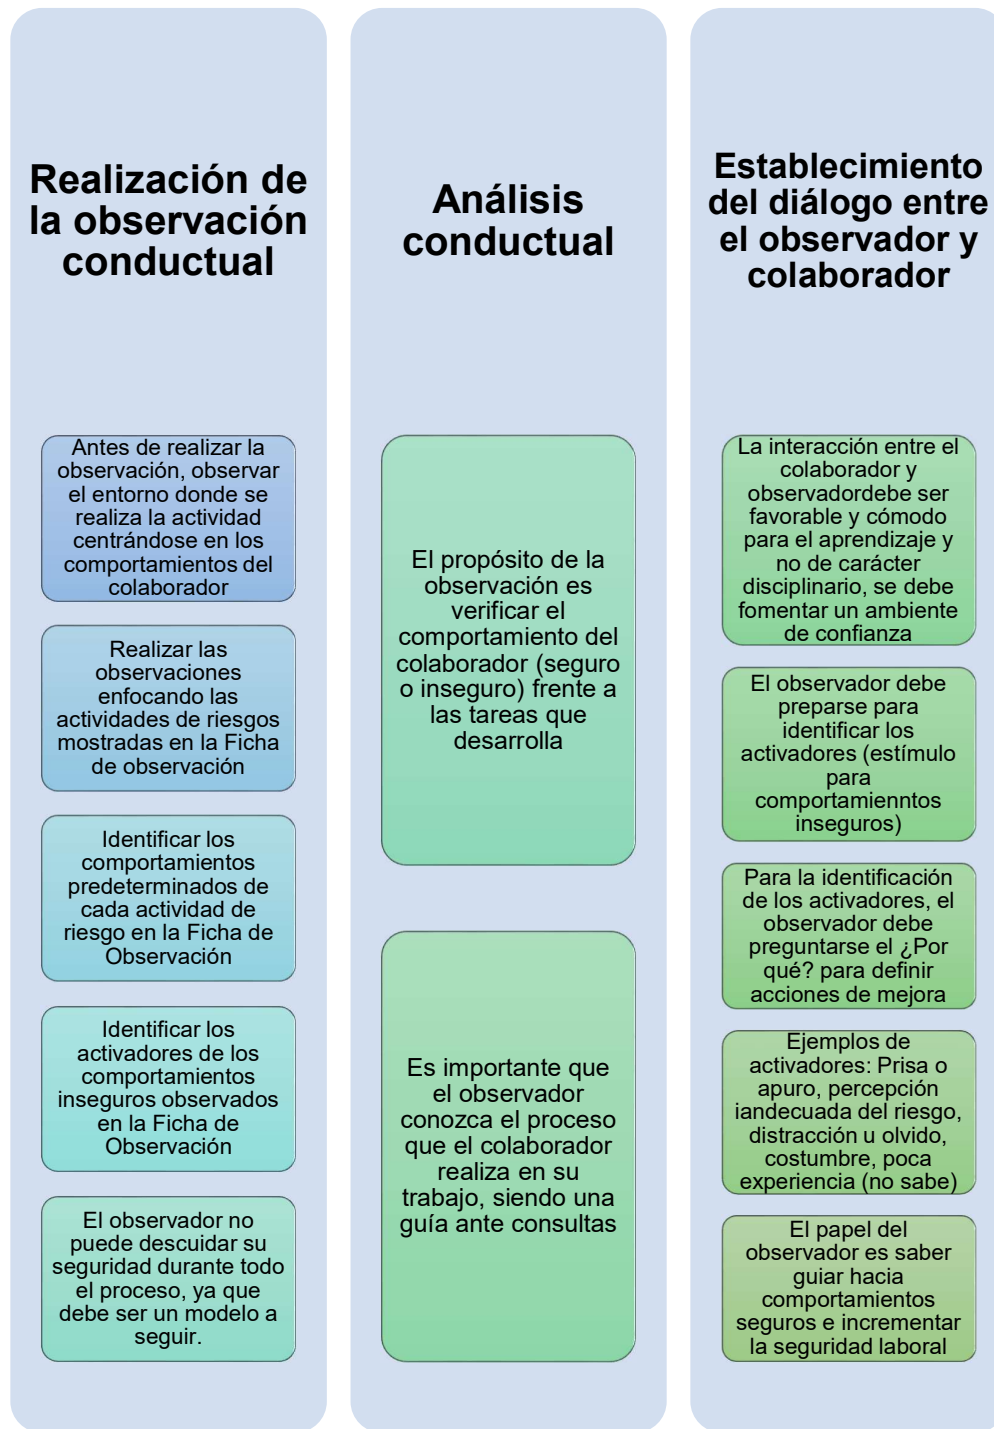 Realización de
la observación
conductual
Antes de realizar la
observación, observar
el entorno donde se
realiza la actividad
centrándose en los
comportamientos del
colaborador
Realizar las
observaciones
enfocando las
actividades de riesgos
mostradas en la Ficha
de observación
Identificar los
comportamientos
predeterminados de
cada actividad de
riesgo en la Ficha de
Observación
Identificar los
activadores de los
comportamientos
inseguros observados
en la Ficha de
Observación
El observador no
puede descuidar su
seguridad durante todo
el proceso, ya que
debe ser un modelo a
seguir.
Análisis
conductual
El propósito de la
observación es
verificar el
comportamiento del
colaborador (seguro
o inseguro) frente a
las tareas que
desarrolla
Es importante que
el observador
conozca el proceso
que el colaborador
realiza en su
trabajo, siendo una
guía ante consultas
Establecimiento
del diálogo entre
el observador y
colaborador
La interacción entre el
colaborador y
observadordebe ser
favorable y cómodo
para el aprendizaje y
no de carácter
disciplinario, se debe
fomentar un ambiente
de confianza
El observador debe
preparse para
identificar los
activadores (estímulo
para
comportamienntos
inseguros)
Para la identificación
de los activadores, el
observador debe
preguntarse el ¿Por
qué? para definir
acciones de mejora
Ejemplos de
activadores: Prisa o
apuro, percepción
iandecuada del riesgo,
distracción u olvido,
costumbre, poca
experiencia (no sabe)
El papel del
observador es saber
guiar hacia
comportamientos
seguros e incrementar
la seguridad laboral